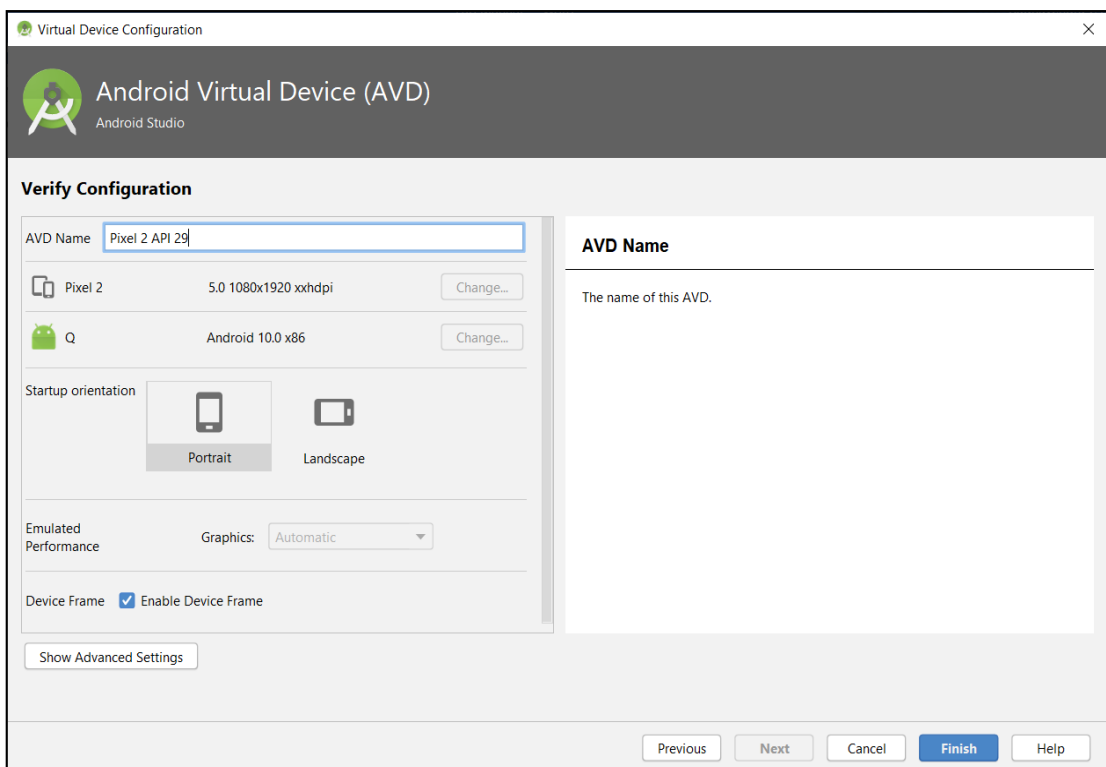 Virtual Device Configuration
Android Virtual Device (AVD)
Android Studio
Verify Configuration
AVD Name Pixel 2 API 29
Pixel 2 5.0 1080x1920 xxhdpi Change...
Q Android 10.0 x86 Change...
Startup orientation
Portrait Landscape
Emulated
Performance
Graphics: Automatic
Device Frame Enable Device Frame
Show Advanced Settings
AVD Name
The name of this AVD.
Previous Next Cancel Finish Help